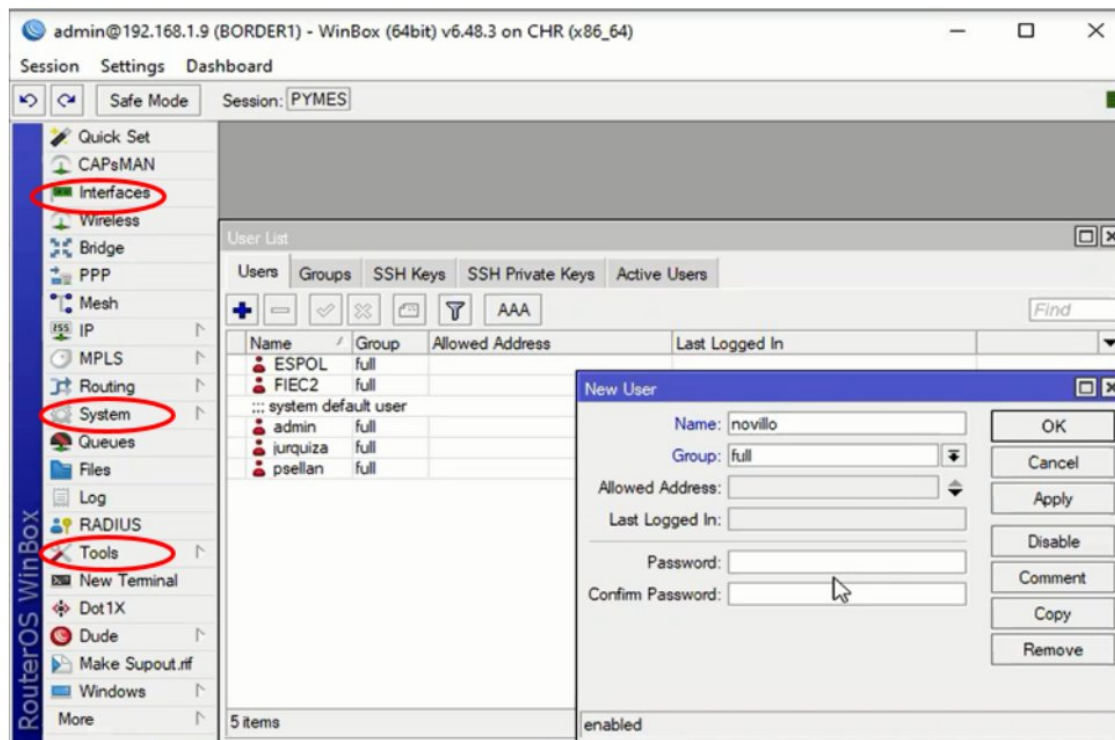 admin@192.168.1.9 (BORDER1) - WinBox (64bit) v6.48.3 on CHR (x86_64)
Session Settings Dashboard
Safe Mode Session: PYMES
Quick Set
CAPsMAN
Interfaces
Wireless
Bridge
PPP
Mesh
IP
MPLS
Routing
System
Queues
Files
Log
RADIUS
Tools
New Terminal
Dot1X
Dude
Make Supout.rif
Windows
More
RouterOS WinBox
User List
Users Groups SSH Keys SSH Private Keys Active Users
AAA Find
Name Group Allowed Address Last Logged In
ESPOL full
FIEC2 full
::: system default user
admin full
jurquiza full
psellan full
5 items
New User
Name: novillo
Group: full
Allowed Address:
Last Logged In:
Password:
Confirm Password:
OK
Cancel
Apply
Disable
Comment
Copy
Remove
enabled